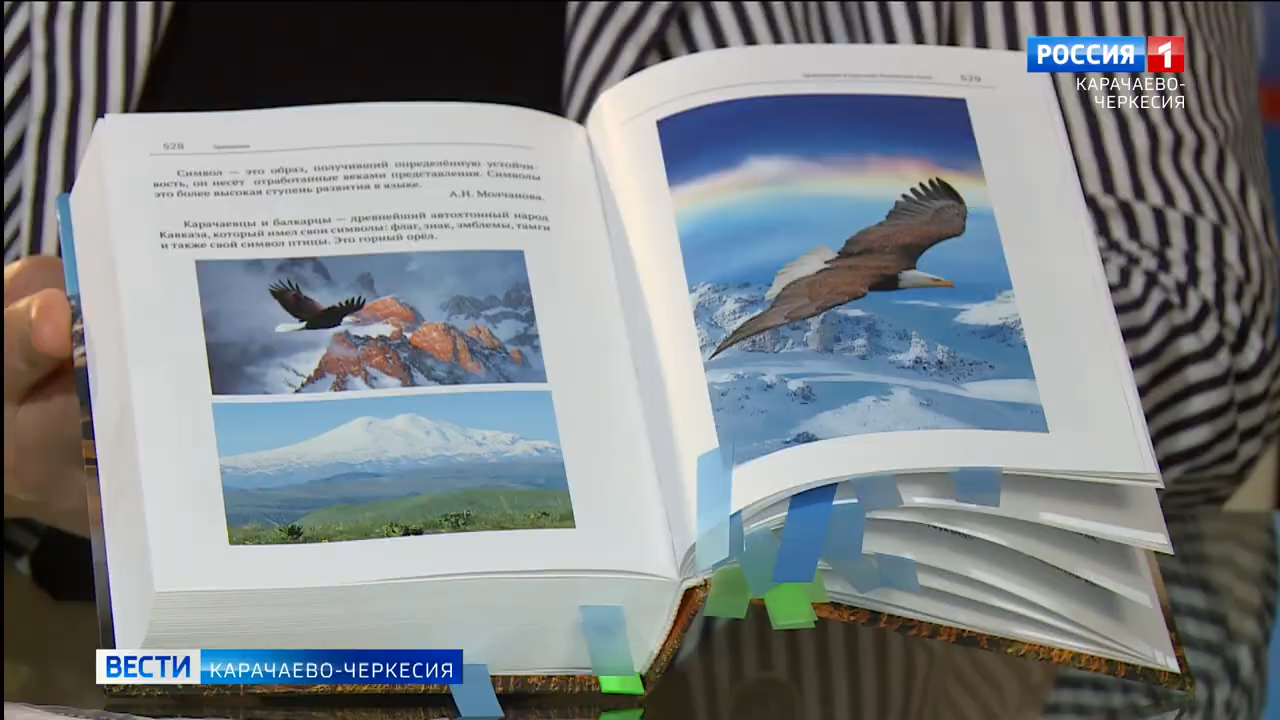 РОССИЯ 1
КАРАЧАЕВО-
ЧЕРКЕСИЯ
528
529
Символ — это образ, получивший определённую устойчи-
вость, он несёт отработанные веками представления. Символы
это более высокая ступень развития в языке.
А.И. Молчанова.
Карачаевцы и балкарцы — древнейший автохтонный народ
Кавказа, который имел свои символы: флаг, знак, эмблемы, тамги
и также свой символ птицы. Это горный орёл.
ВЕСТИ КАРАЧАЕВО-ЧЕРКЕСИЯ